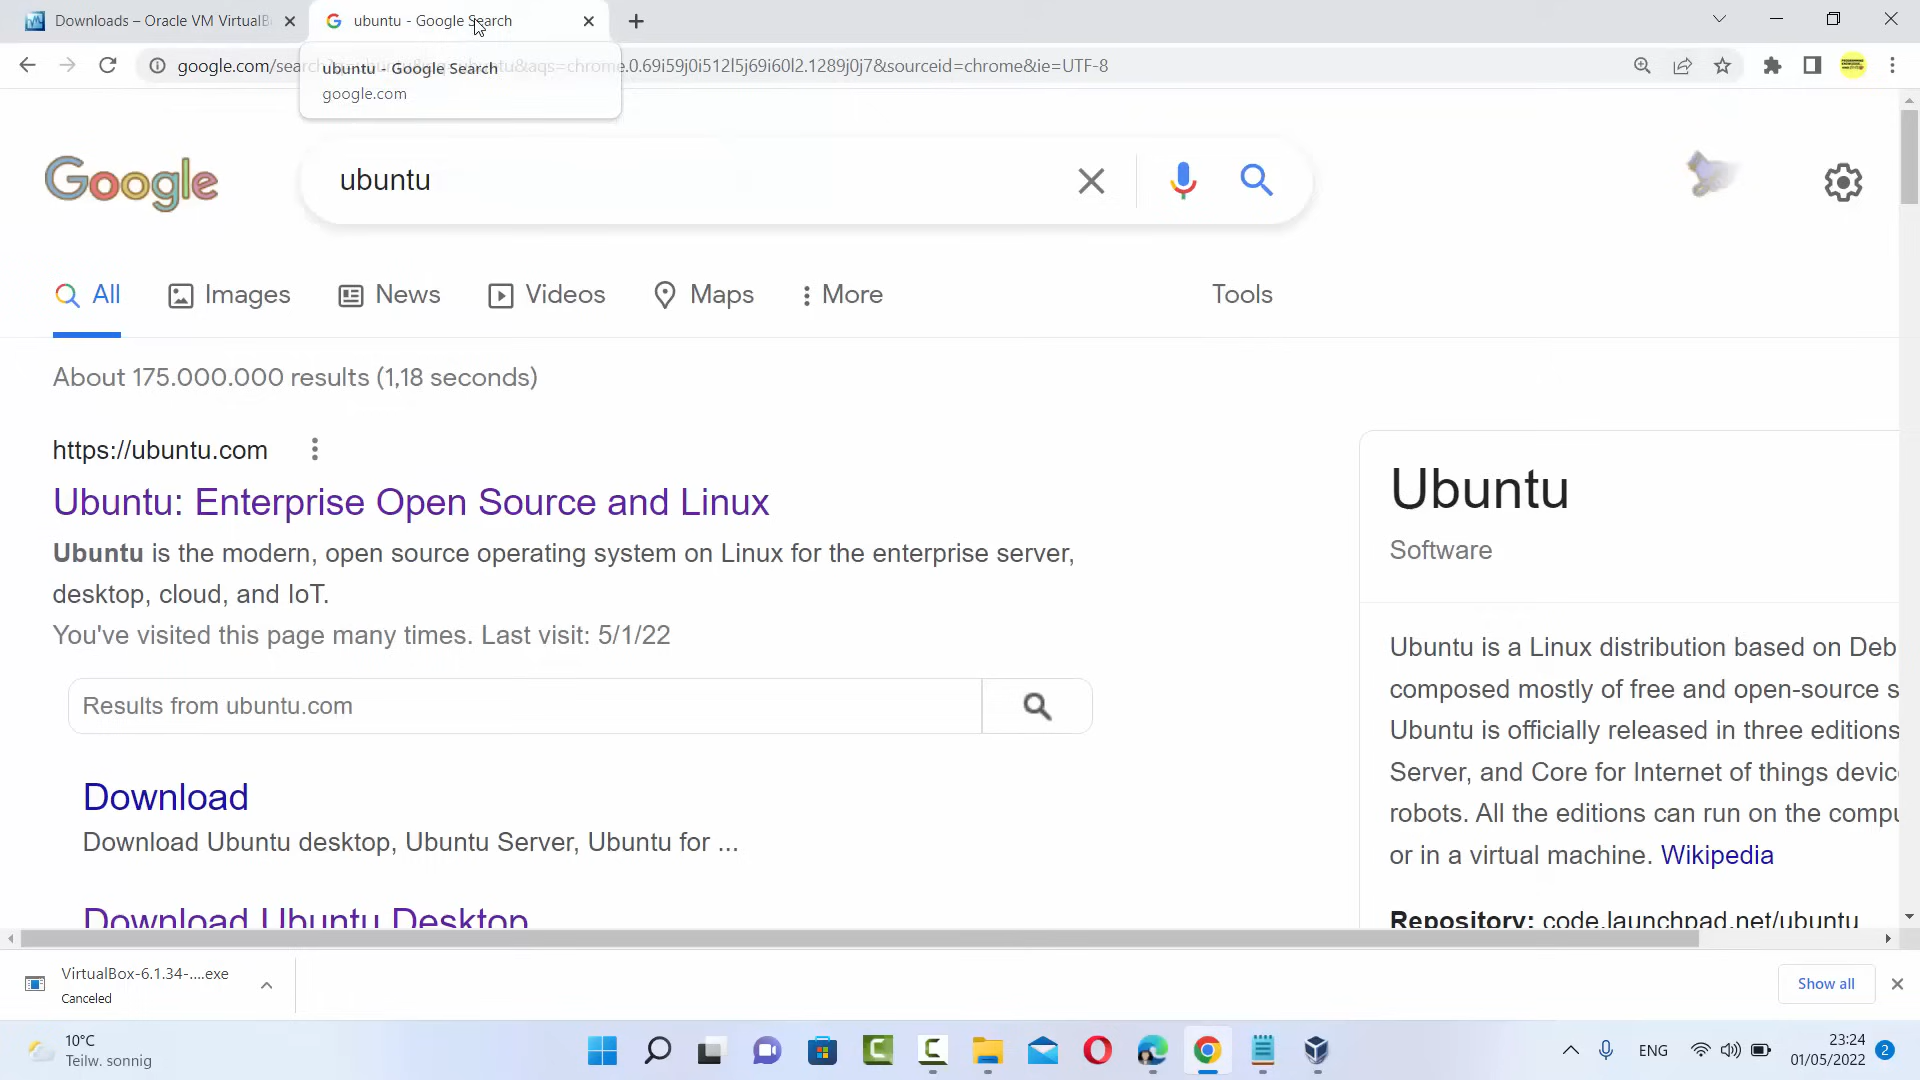 Downloads – Oracle VM VirtualB
ubuntu - Google Search
ubuntu - Google Search
google.com
google.com/search
chrome.0.69i59j0i512l5j69i60l2.1289j0j7&sourceid=chrome&ie=UTF-8
Google
ubuntu
All
Images
News
Videos
Maps
More
Tools
About 175.000.000 results (1,18 seconds)
https://ubuntu.com
Ubuntu: Enterprise Open Source and Linux
Ubuntu is the modern, open source operating system on Linux for the enterprise server,
desktop, cloud, and IoT.
You've visited this page many times. Last visit: 5/1/22
Results from ubuntu.com
Download
Download Ubuntu desktop, Ubuntu Server, Ubuntu for ...
Download Ubuntu Desktop
Ubuntu
Software
Ubuntu is a Linux distribution based on Deb
composed mostly of free and open-source s
Ubuntu is officially released in three editions
Server, and Core for Internet of things devic
robots. All the editions can run on the compu
or in a virtual machine. Wikipedia
Repository: code.launchpad.net/ubuntu
VirtualBox-6.1.34-....exe
Canceled
Show all
10°C
Teilw. sonnig
ENG
23:24
01/05/2022
2